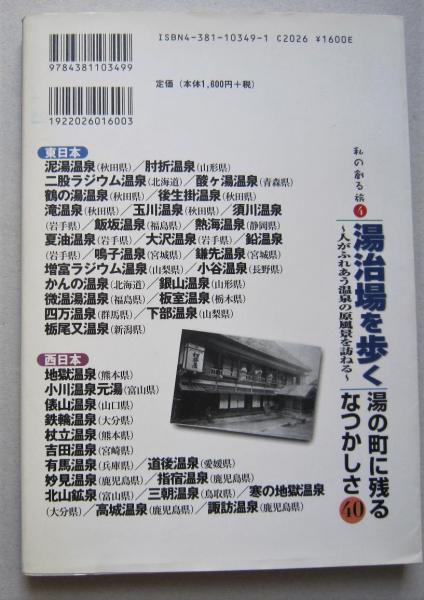 ISBN4-381-10349-1 C2026 ¥1600E
9784381103499
定価（本体1,600円+税）
1922026016003
東日本
泥湯温泉(秋田県)／肘折温泉(山形県)
二股ラジウム温泉(北海道)／酸ヶ湯温泉(青森県)
鶴の湯温泉(秋田県)／後生掛温泉(秋田県)
滝温泉(秋田県)／玉川温泉(秋田県)／須川温泉
(岩手県)／飯坂温泉(福島県)／熱海温泉(静岡県)
夏油温泉(岩手県)／大沢温泉(岩手県)／鉛温泉
(岩手県)／鳴子温泉(宮城県)／鎌先温泉(宮城県)
増富ラジウム温泉(山梨県)／小谷温泉(長野県)
かんの温泉(北海道)／銀山温泉(山形県)
微温湯温泉(福島県)／板室温泉(栃木県)
四万温泉(群馬県)／下部温泉(山梨県)
栃尾又温泉(新潟県)
西日本
地獄温泉(熊本県)
小川温泉元湯(富山県)
俵山温泉(山口県)
鉄輪温泉(大分県)
杖立温泉(熊本県)
吉田温泉(宮崎県)
有馬温泉(兵庫県)／道後温泉(愛媛県)
妙見温泉(鹿児島県)／指宿温泉(鹿児島県)
北山鉱泉(富山県)／三朝温泉(鳥取県)／寒の地獄温泉
(大分県)／高城温泉(鹿児島県)／諏訪温泉(鹿児島県)
私の創る旅4
湯治場を歩く
～人がふれあう温泉の原風景を訪ねる～
湯の町に残る
なつかしさ40